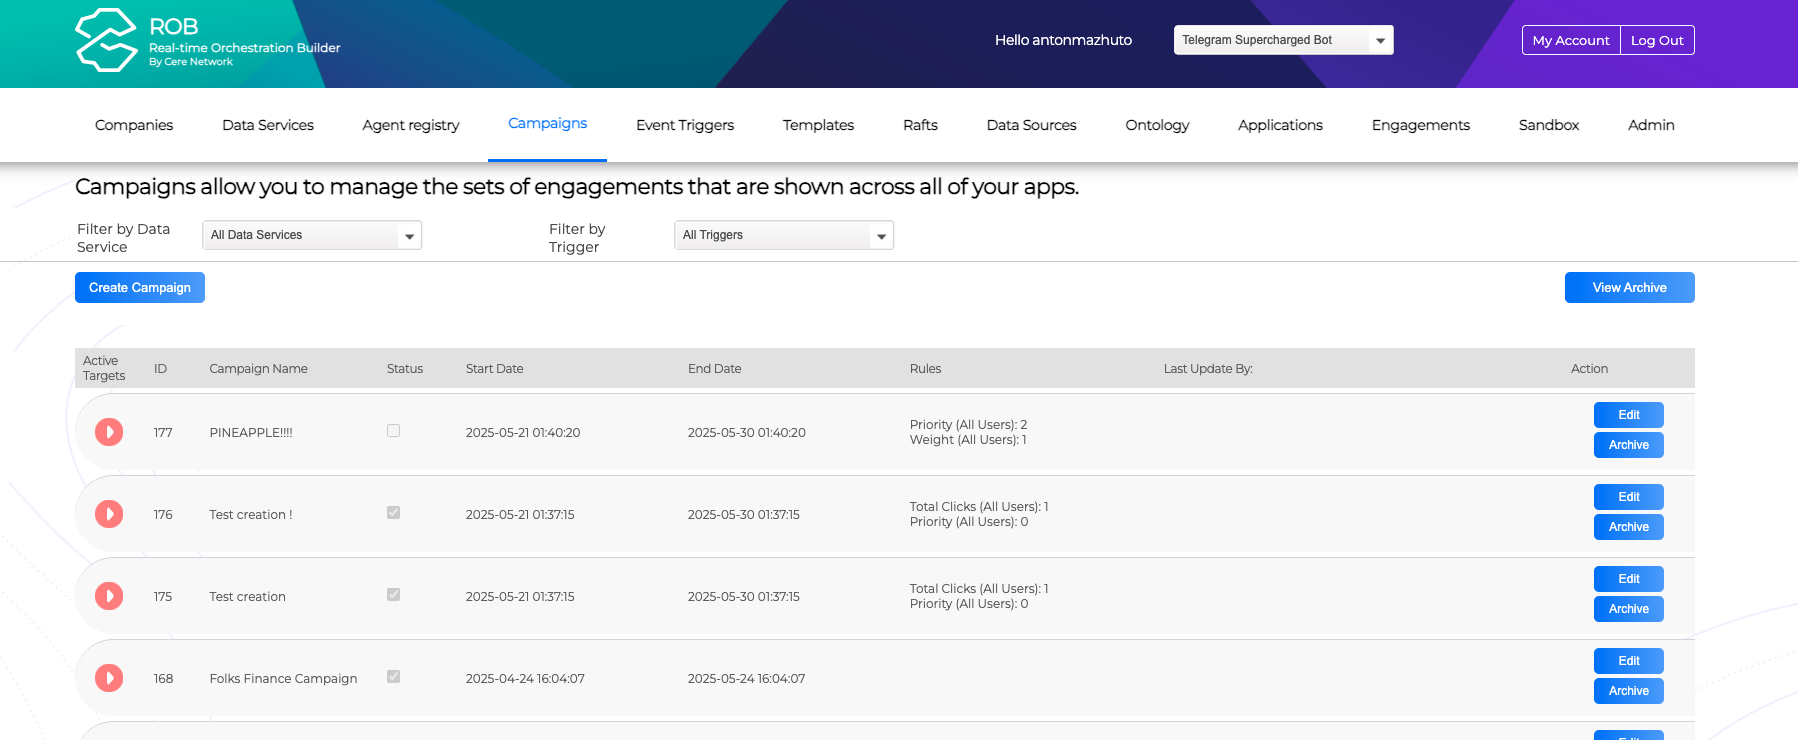 ROB
Real-time Orchestration Builder
By Cere Network
Hello antonmazhuto
Telegram Supercharged Bot
My Account
Log Out
Companies
Data Services
Agent registry
Campaigns
Event Triggers
Templates
Rafts
Data Sources
Ontology
Applications
Engagements
Sandbox
Admin
Campaigns allow you to manage the sets of engagements that are shown across all of your apps.
Filter by Data
Service
All Data Services
Filter by
Trigger
All Triggers
Create Campaign
View Archive
Active
Targets
ID
Campaign Name
Status
Start Date
End Date
Rules
Last Update By:
Action
177
PINEAPPLE!!!!
2025-05-21 01:40:20
2025-05-30 01:40:20
Priority (All Users): 2
Weight (All Users): 1
Edit
Archive
176
Test creation !
2025-05-21 01:37:15
2025-05-30 01:37:15
Total Clicks (All Users): 1
Priority (All Users): 0
Edit
Archive
175
Test creation
2025-05-21 01:37:15
2025-05-30 01:37:15
Total Clicks (All Users): 1
Priority (All Users): 0
Edit
Archive
168
Folks Finance Campaign
2025-04-24 16:04:07
2025-05-24 16:04:07
Edit
Archive
Edit